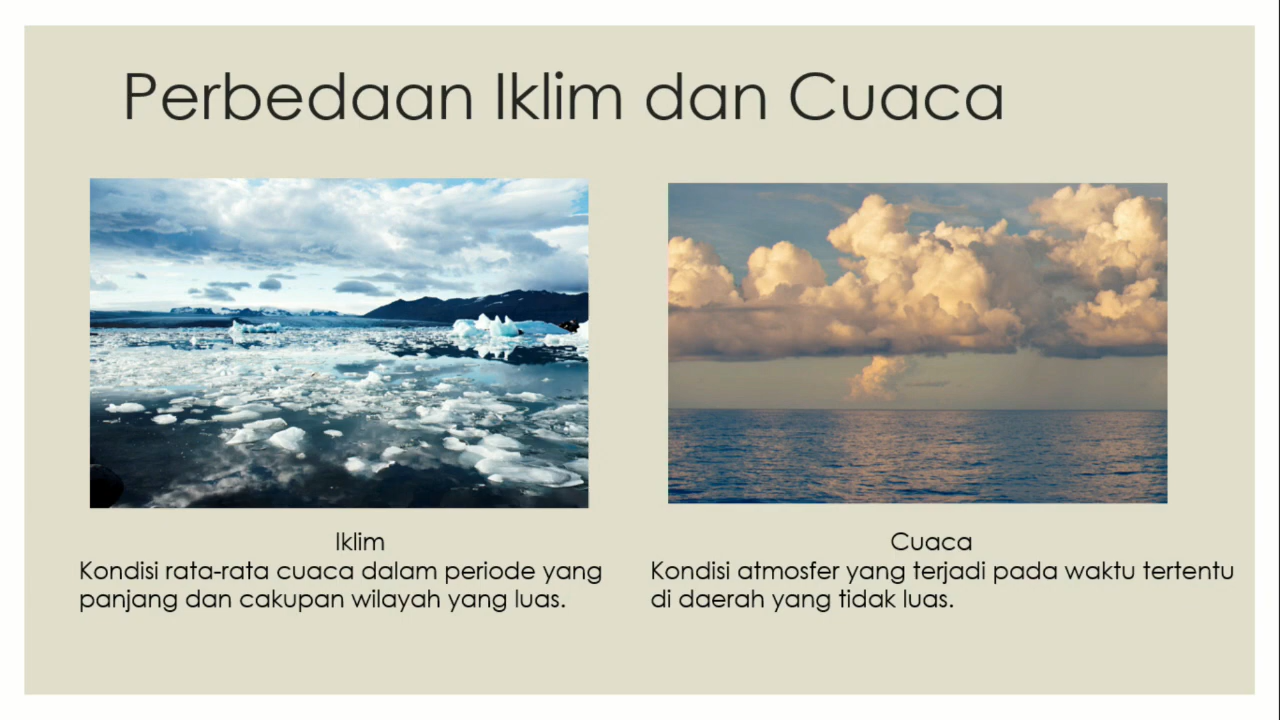 Perbedaan Iklim dan Cuaca
Iklim
Kondisi rata-rata cuaca dalam periode yang
panjang dan cakupan wilayah yang luas.
Cuaca
Kondisi atmosfer yang terjadi pada waktu tertentu
di daerah yang tidak luas.